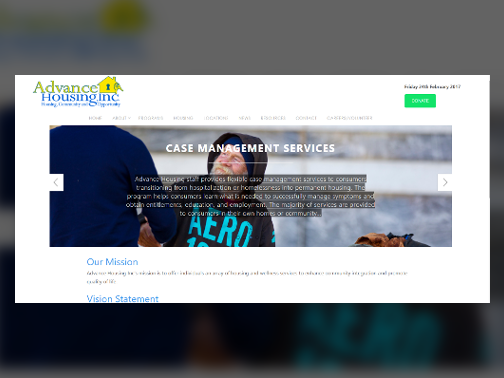 Advance
Housing Inc.
Housing, Community and Opportunity
Friday 24th February 2017
DONATE
HOME ABOUT PROGRAMS HOUSING LOCATIONS NEWS RESOURCES CONTACT CAREERS/VOLUNTEER
CASE MANAGEMENT SERVICES
Advance Housing staff provides flexible case management services to consumers
transitioning from hospitalization or homelessness into permanent housing. The
program helps consumers learn what is needed to successfully manage symptoms and
obtain entitlements, education, and employment. The majority of services are provided
to consumers in their own homes or community...
AERO
Our Mission
Advance Housing Inc's mission is to offer individuals an array of housing and wellness services to advance community integration and promote
quality of life.
Vision Statement